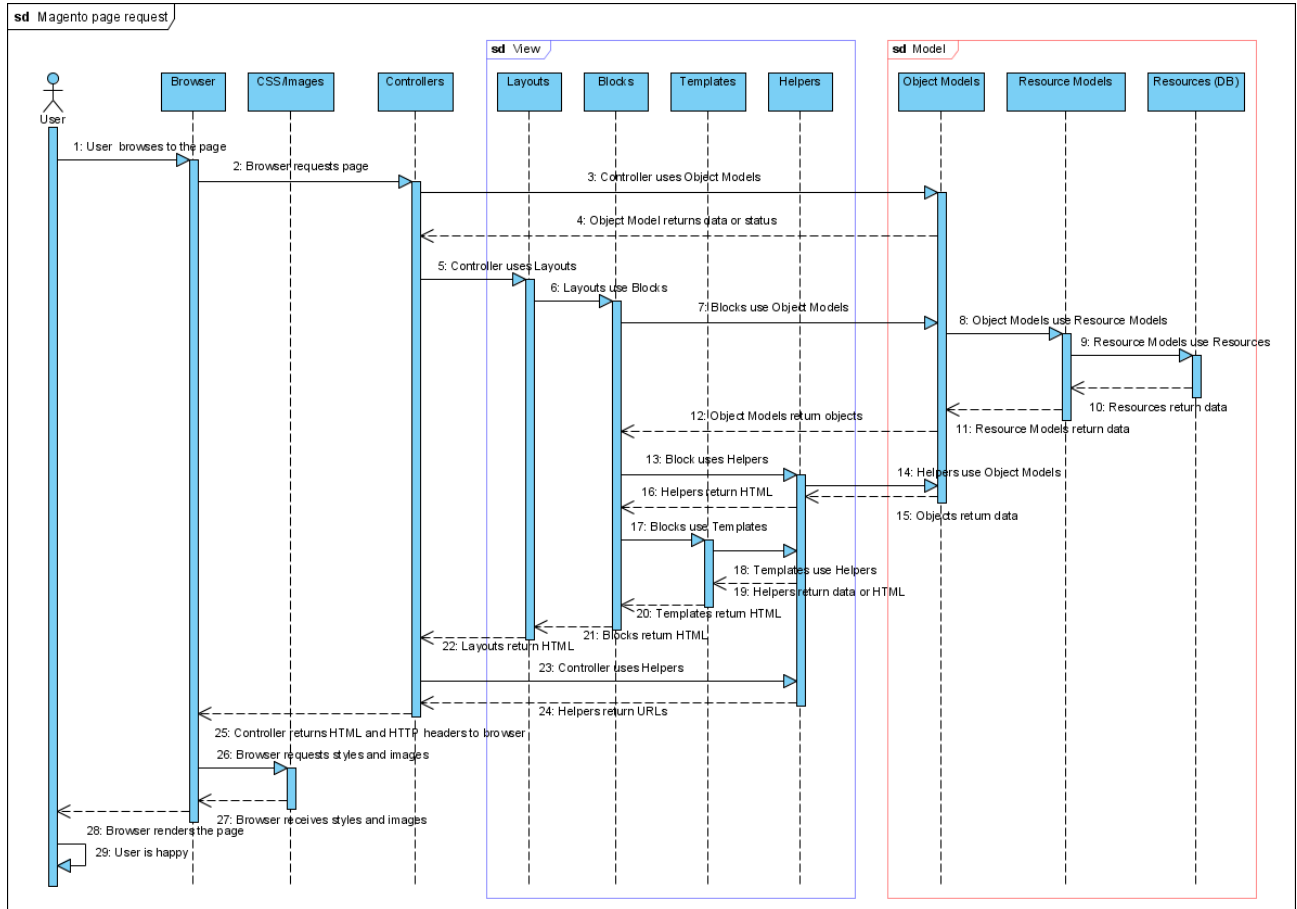 sd Magento page request
sd View
sd Model
User
Browser
CSS/Images
Controllers
Layouts
Blocks
Templates
Helpers
Object Models
Resource Models
Resources (DB)
1: User browses to the page
2: Browser requests page
3: Controller uses Object Models
4: Object Model returns data or status
5: Controller uses Layouts
6: Layouts use Blocks
7: Blocks use Object Models
8: Object Models use Resource Models
9: Resource Models use Resources
10: Resources return data
11: Resource Models return data
12: Object Models return objects
13: Block uses Helpers
14: Helpers use Object Models
15: Objects return data
16: Helpers return HTML
17: Blocks use Templates
18: Templates use Helpers
19: Helpers return data or HTML
20: Templates return HTML
21: Blocks return HTML
22: Layouts return HTML
23: Controller uses Helpers
24: Helpers return URLs
25: Controller returns HTML and HTTP headers to browser
26: Browser requests styles and images
27: Browser receives styles and images
28: Browser renders the page
29: User is happy